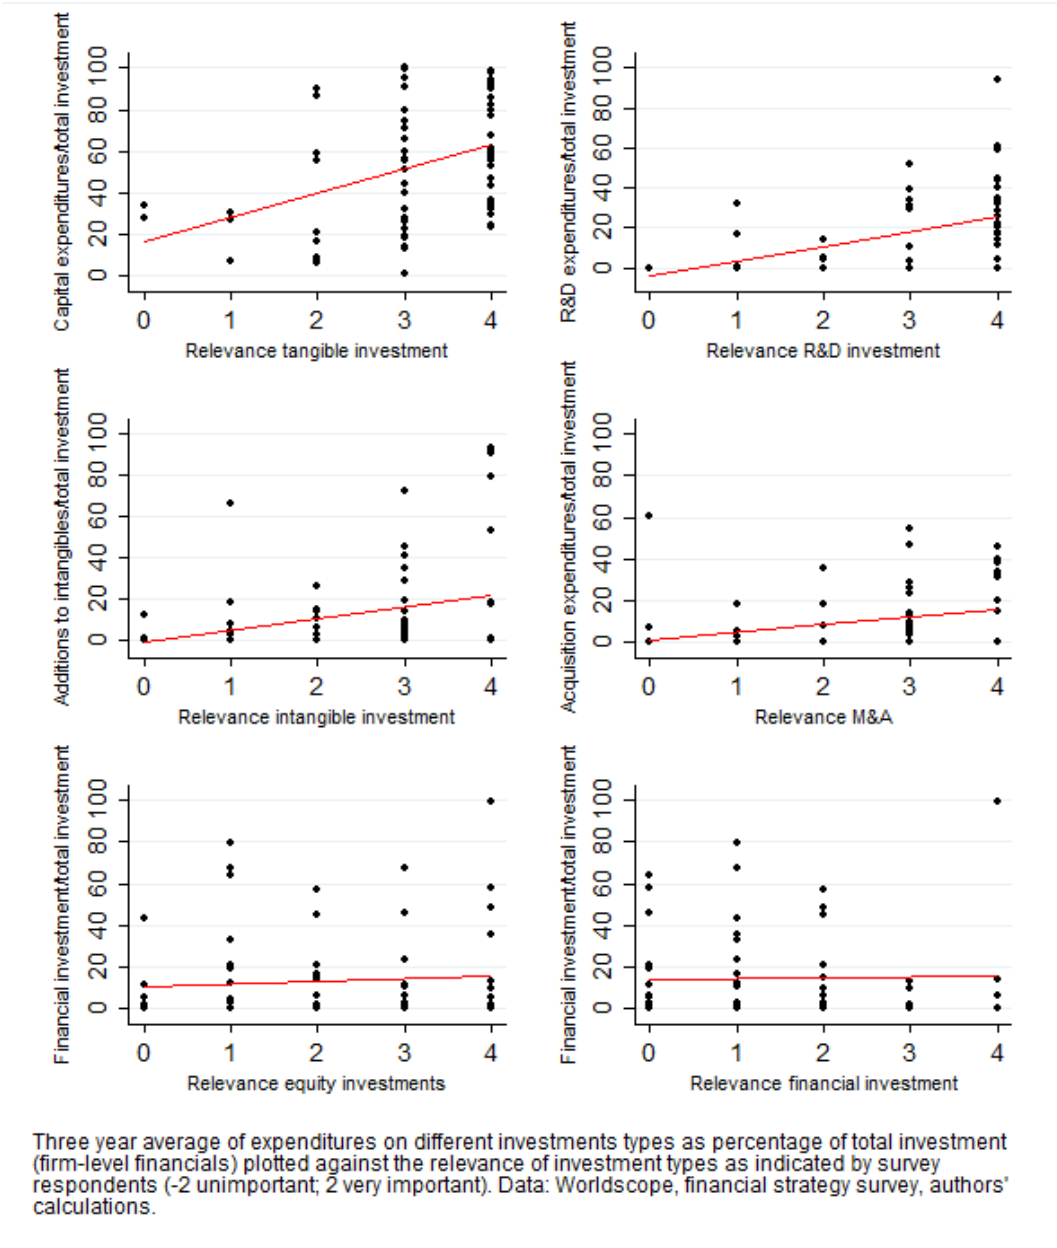 Capital expenditures/total investment
100
80
60
40
20
0
0 1 2 3 4
Relevance tangible investment
R&D expenditures/total investment
100
80
60
40
20
0
0 1 2 3 4
Relevance R&D investment
Additions to intangibles/total investment
100
80
60
40
20
0
0 1 2 3 4
Relevance intangible investment
Acquisition expenditures/total investment
100
80
60
40
20
0
0 1 2 3 4
Relevance M&A
Financial investment/total investment
100
80
60
40
20
0
0 1 2 3 4
Relevance equity investments
Financial investment/total investment
100
80
60
40
20
0
0 1 2 3 4
Relevance financial investment
Three year average of expenditures on different investments types as percentage of total investment
(firm-level financials) plotted against the relevance of investment types as indicated by survey
respondents (-2 unimportant; 2 very important). Data: Worldscope, financial strategy survey, authors'
calculations.